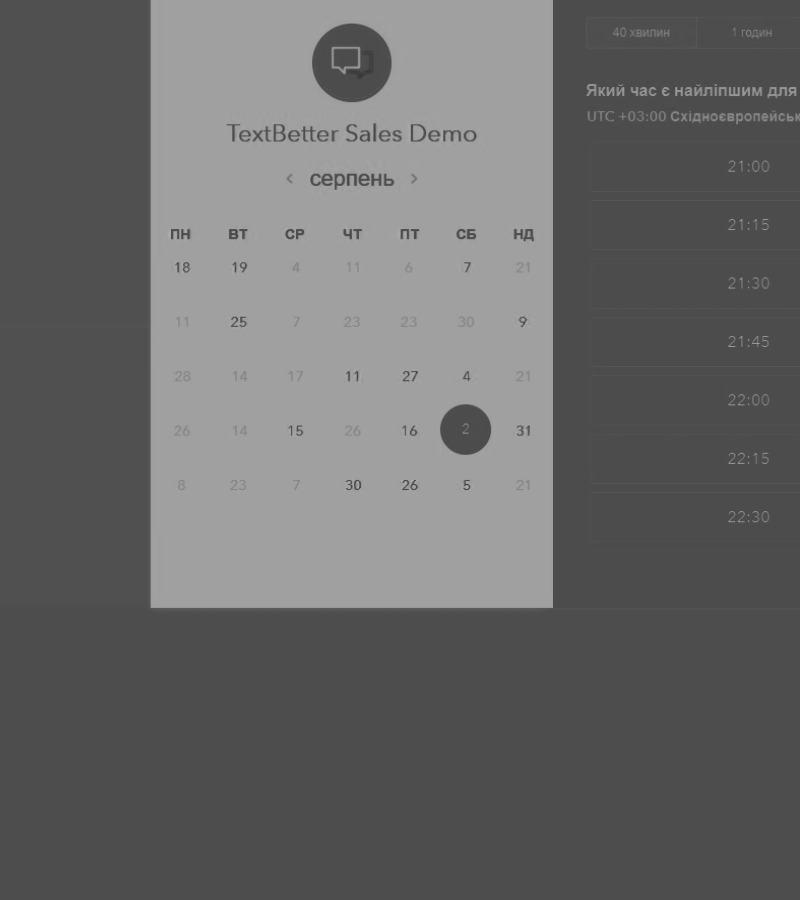 TextBetter Sales Demo
серпень
ПН ВТ СР ЧТ ПТ СБ НД
18 19 4 11 6 7 21
11 25 7 23 23 30 9
28 14 17 11 27 4 21
26 14 15 26 16 2 31
8 23 7 30 26 5 21
40 хвилин 1 годин
Який час є найліпшим для
UTC +03:00 Східноєвропейськ
21:00
21:15
21:30
21:45
22:00
22:15
22:30